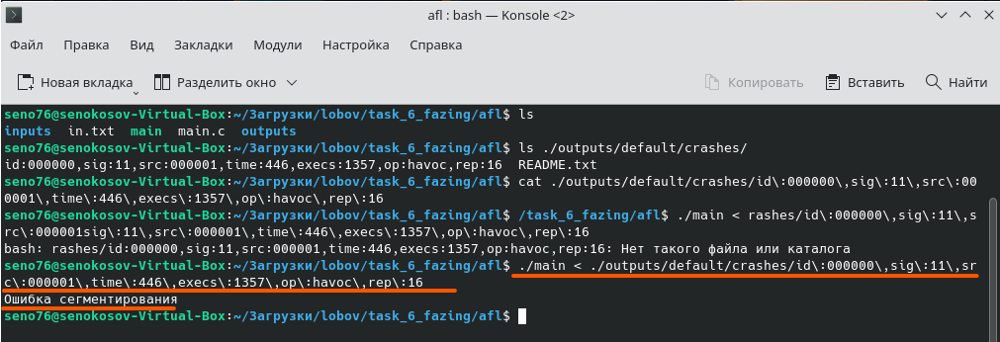 afl : bash — Konsole <2>
Файл Правка Вид Закладки Модули Настройка Справка
Новая вкладка Разделить окно Копировать Вставить Найти
seno76@senokosov-Virtual-Box:~/Загрузки/lobov/task_6_fazing/afl$ ls
inputs in.txt main main.c outputs
seno76@senokosov-Virtual-Box:~/Загрузки/lobov/task_6_fazing/afl$ ls ./outputs/default/crashes/
id:000000,sig:11,src:000001,time:446,execs:1357,op:havoc,rep:16 README.txt
seno76@senokosov-Virtual-Box:~/Загрузки/lobov/task_6_fazing/afl$ cat ./outputs/default/crashes/id\:000000\,sig\:11\,src\:00
0001\,time\:446\,execs\:1357\,op\:havoc\,rep\:16
seno76@senokosov-Virtual-Box:~/Загрузки/lobov/task_6_fazing/afl$ /task_6_fazing/afl$ ./main < rashes/id\:000000\,sig\:11\,s
rc\:000001sig:11\,src\:000001\,time\:446\,execs\:1357\,op\:havoc\,rep\:16
bash: rashes/id:000000,sig:11,src:000001,time:446,execs:1357,op:havoc,rep:16: Нет такого файла или каталога
seno76@senokosov-Virtual-Box:~/Загрузки/lobov/task_6_fazing/afl$ ./main < ./outputs/default/crashes/id\:000000\,sig\:11\,sr
c\:000001\,time\:446\,execs\:1357\,op\:havoc\,rep\:16
Ошибка сегментирования
seno76@senokosov-Virtual-Box:~/Загрузки/lobov/task_6_fazing/afl$